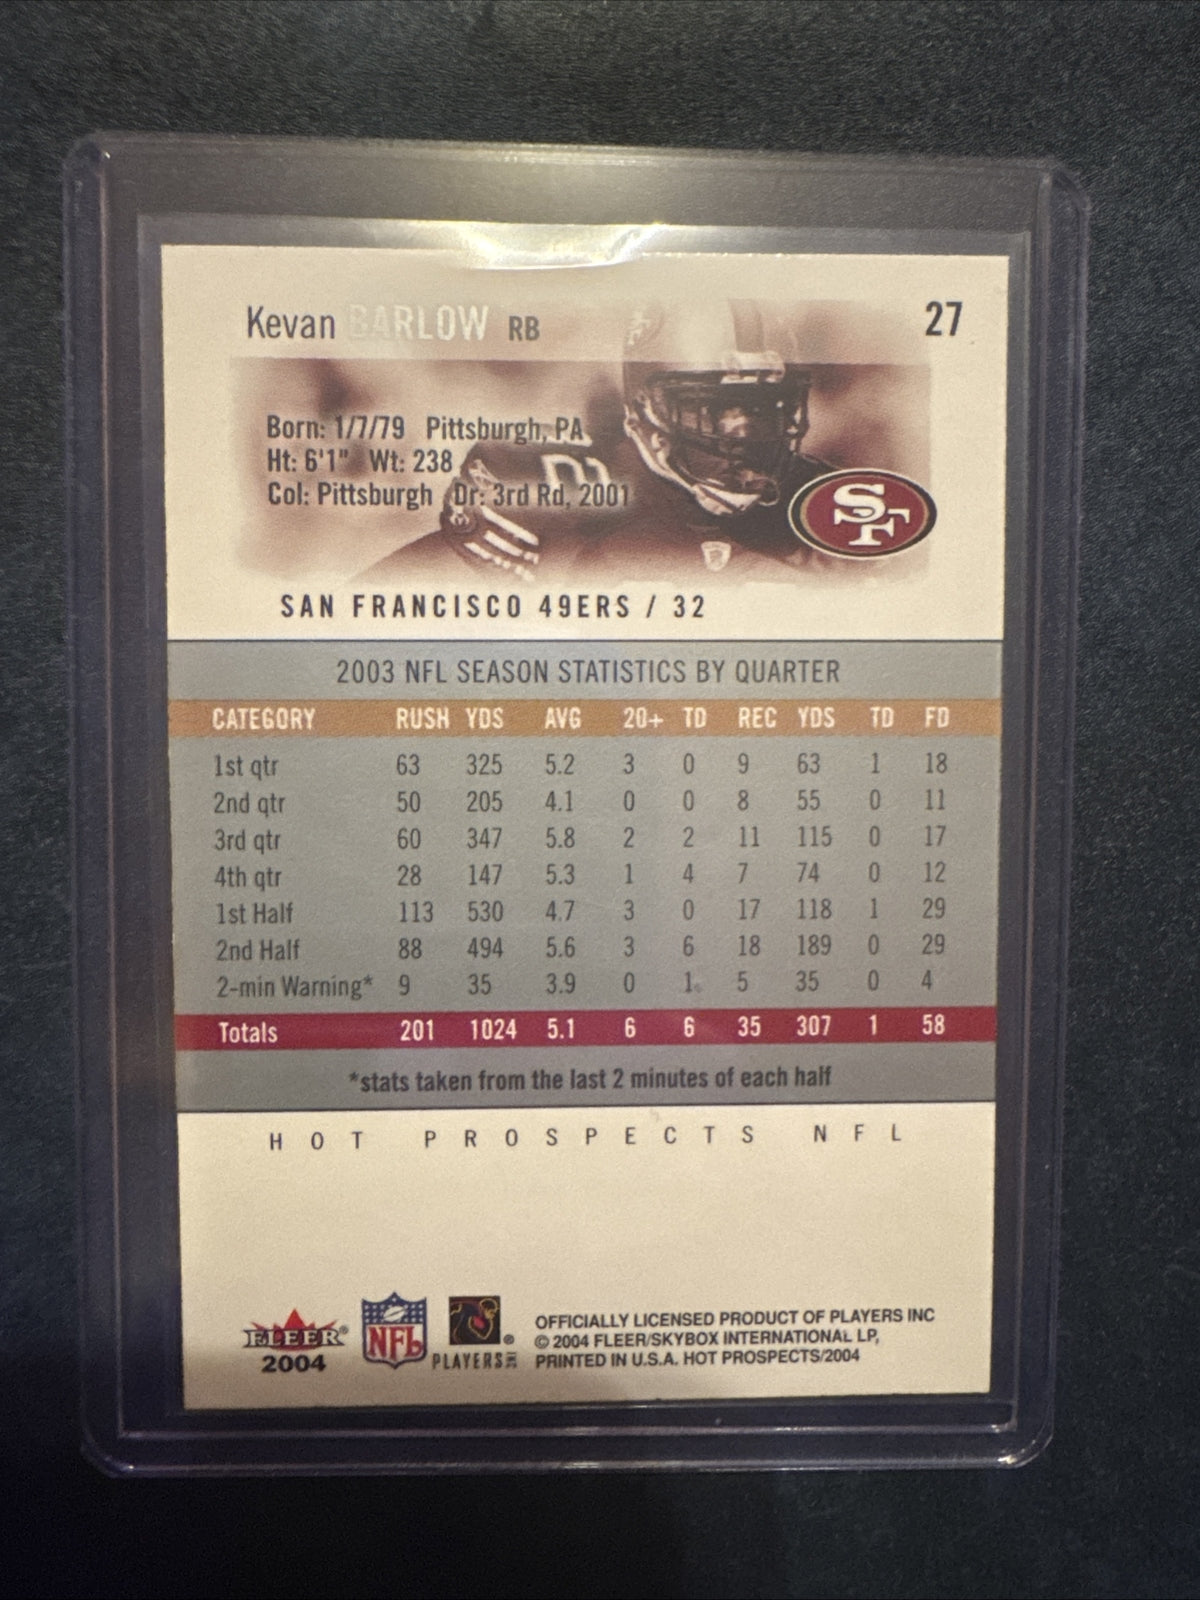 Kevan BARLOW RB 27
Born: 1/7/79 Pittsburgh, PA
Ht: 6'1" Wt: 238
Col: Pittsburgh Dr: 3rd Rd, 2001
SF
SAN FRANCISCO 49ERS / 32
2003 NFL SEASON STATISTICS BY QUARTER
CATEGORY RUSH YDS AVG 20+ TD REC YDS TD FD
1st qtr 63 325 5.2 3 0 9 63 1 18
2nd qtr 50 205 4.1 0 0 8 55 0 11
3rd qtr 60 347 5.8 2 2 11 115 0 17
4th qtr 28 147 5.3 1 4 7 74 0 12
1st Half 113 530 4.7 3 0 17 118 1 29
2nd Half 88 494 5.6 3 6 18 189 0 29
2-min Warning* 9 35 3.9 0 1 5 35 0 4
Totals 201 1024 5.1 6 6 35 307 1 58
*stats taken from the last 2 minutes of each half
HOT PROSPECTS NFL
FLEER®
2004
NFL
PLAYERS INC ®
OFFICIALLY LICENSED PRODUCT OF PLAYERS INC
© 2004 FLEER/SKYBOX INTERNATIONAL LP,
PRINTED IN U.S.A. HOT PROSPECTS/2004